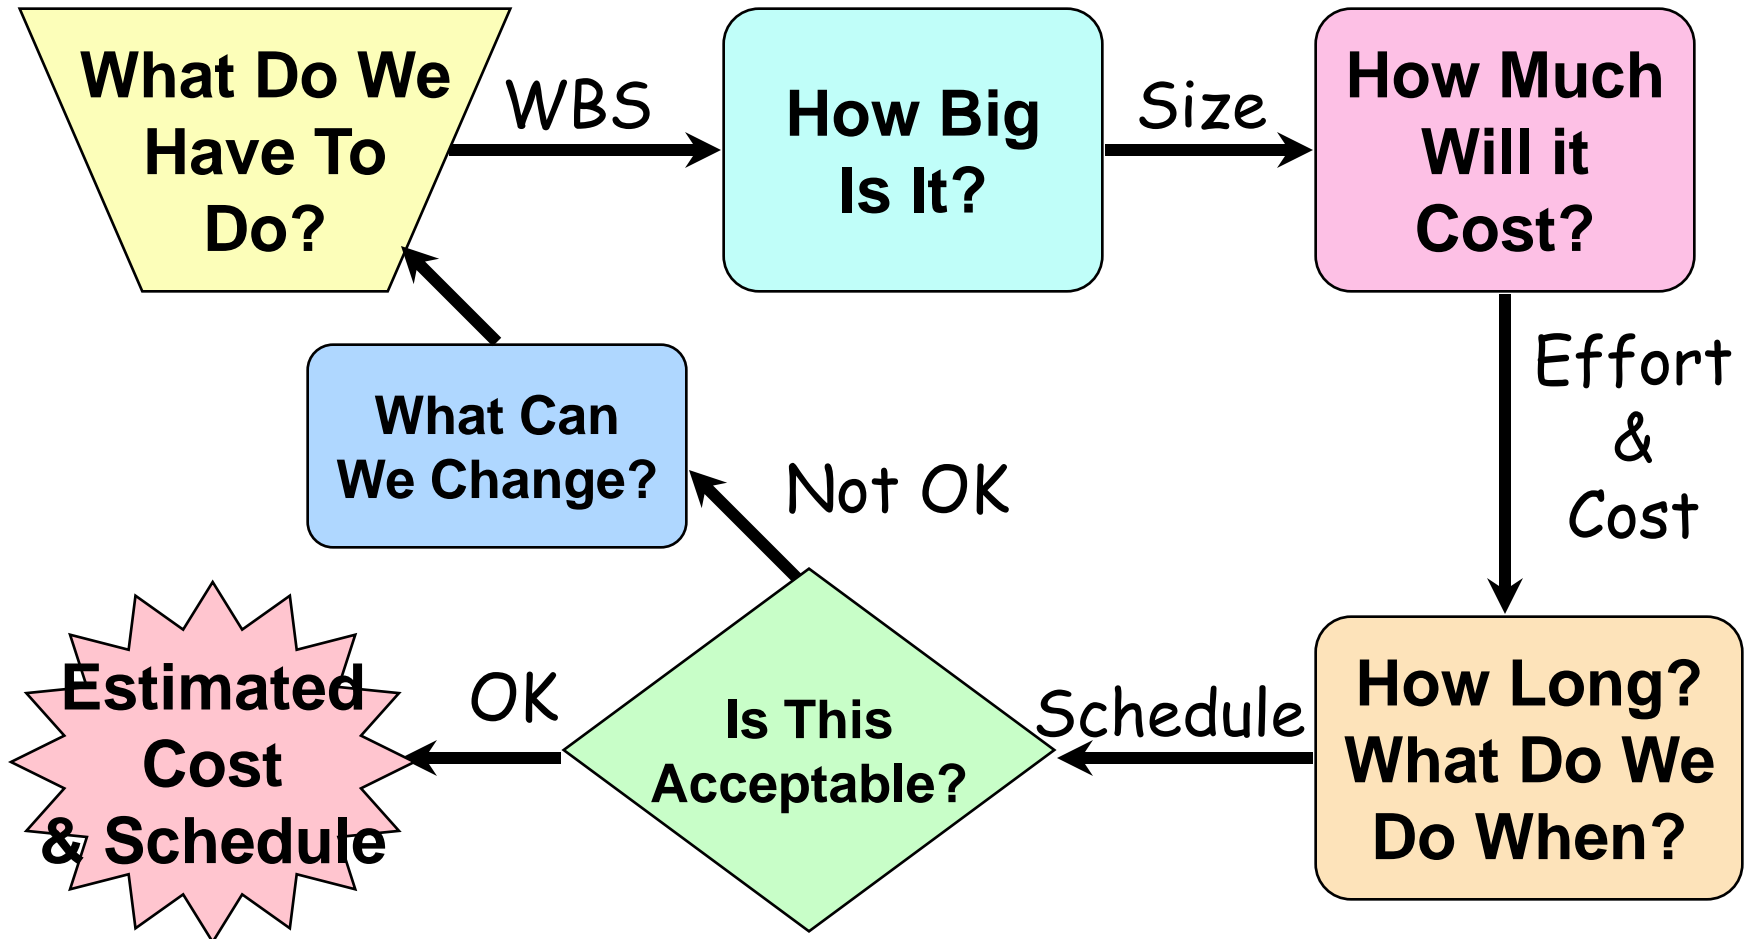 What Do We
Have To
Do?
WBS
How Big
Is It?
Size
How Much
Will it
Cost?
Effort
&
Cost
What Can
We Change?
Not OK
Estimated
Cost
& Schedule
OK
Is This
Acceptable?
Schedule
How Long?
What Do We
Do When?